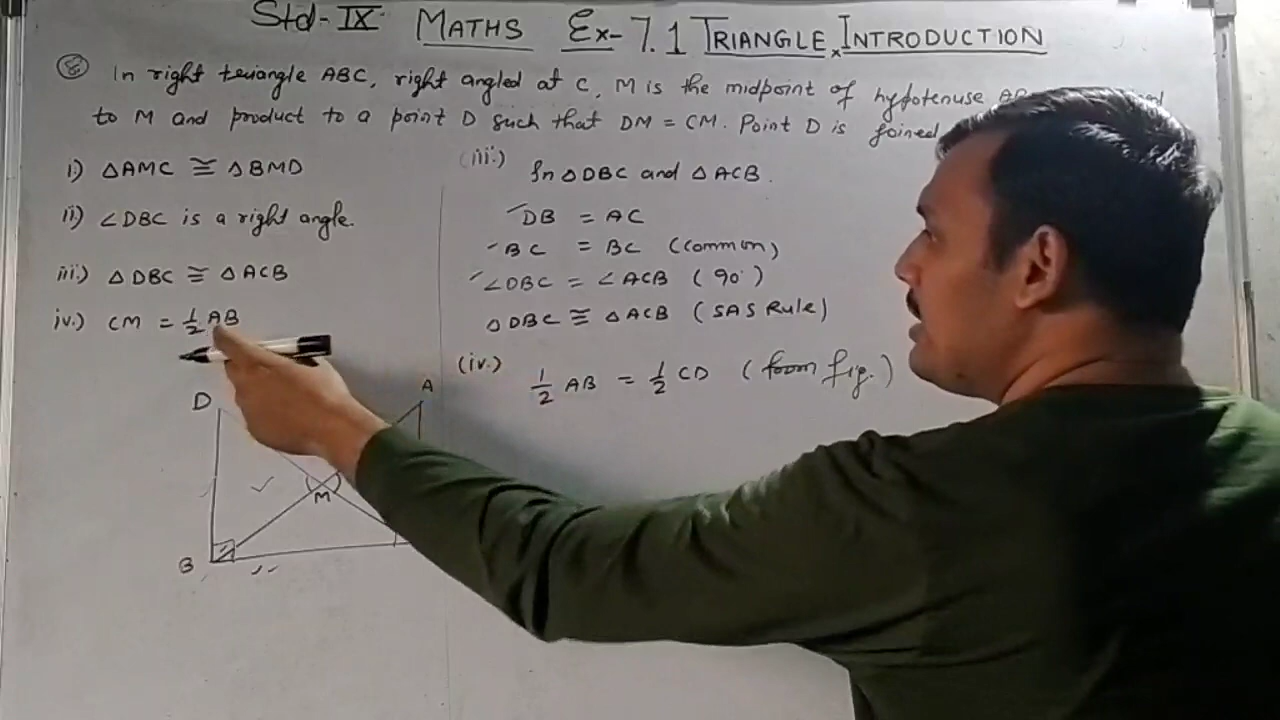 Std-IX MATHS Ex-7.1 TRIANGLE, INTRODUCTION
⑧ In right teiangle ABC, right angled at C, M is the midpoint of hypotenuse
to M and product to a point D such that DM = CM. Point D is joined
i) △AMC ≅ △BMD
ii) ∠DBC is a right angle.
iii.) △DBC ≅ △ACB
iv.) CM = 1/2 AB
D
A
M
B
(iii.)
In △DBC and △ACB.
DB = AC
BC = BC (common)
∠DBC = ∠ACB (90°)
△DBC ≅ △ACB (SAS Rule)
(iv.)
1/2 AB = 1/2 CD (from fig.)